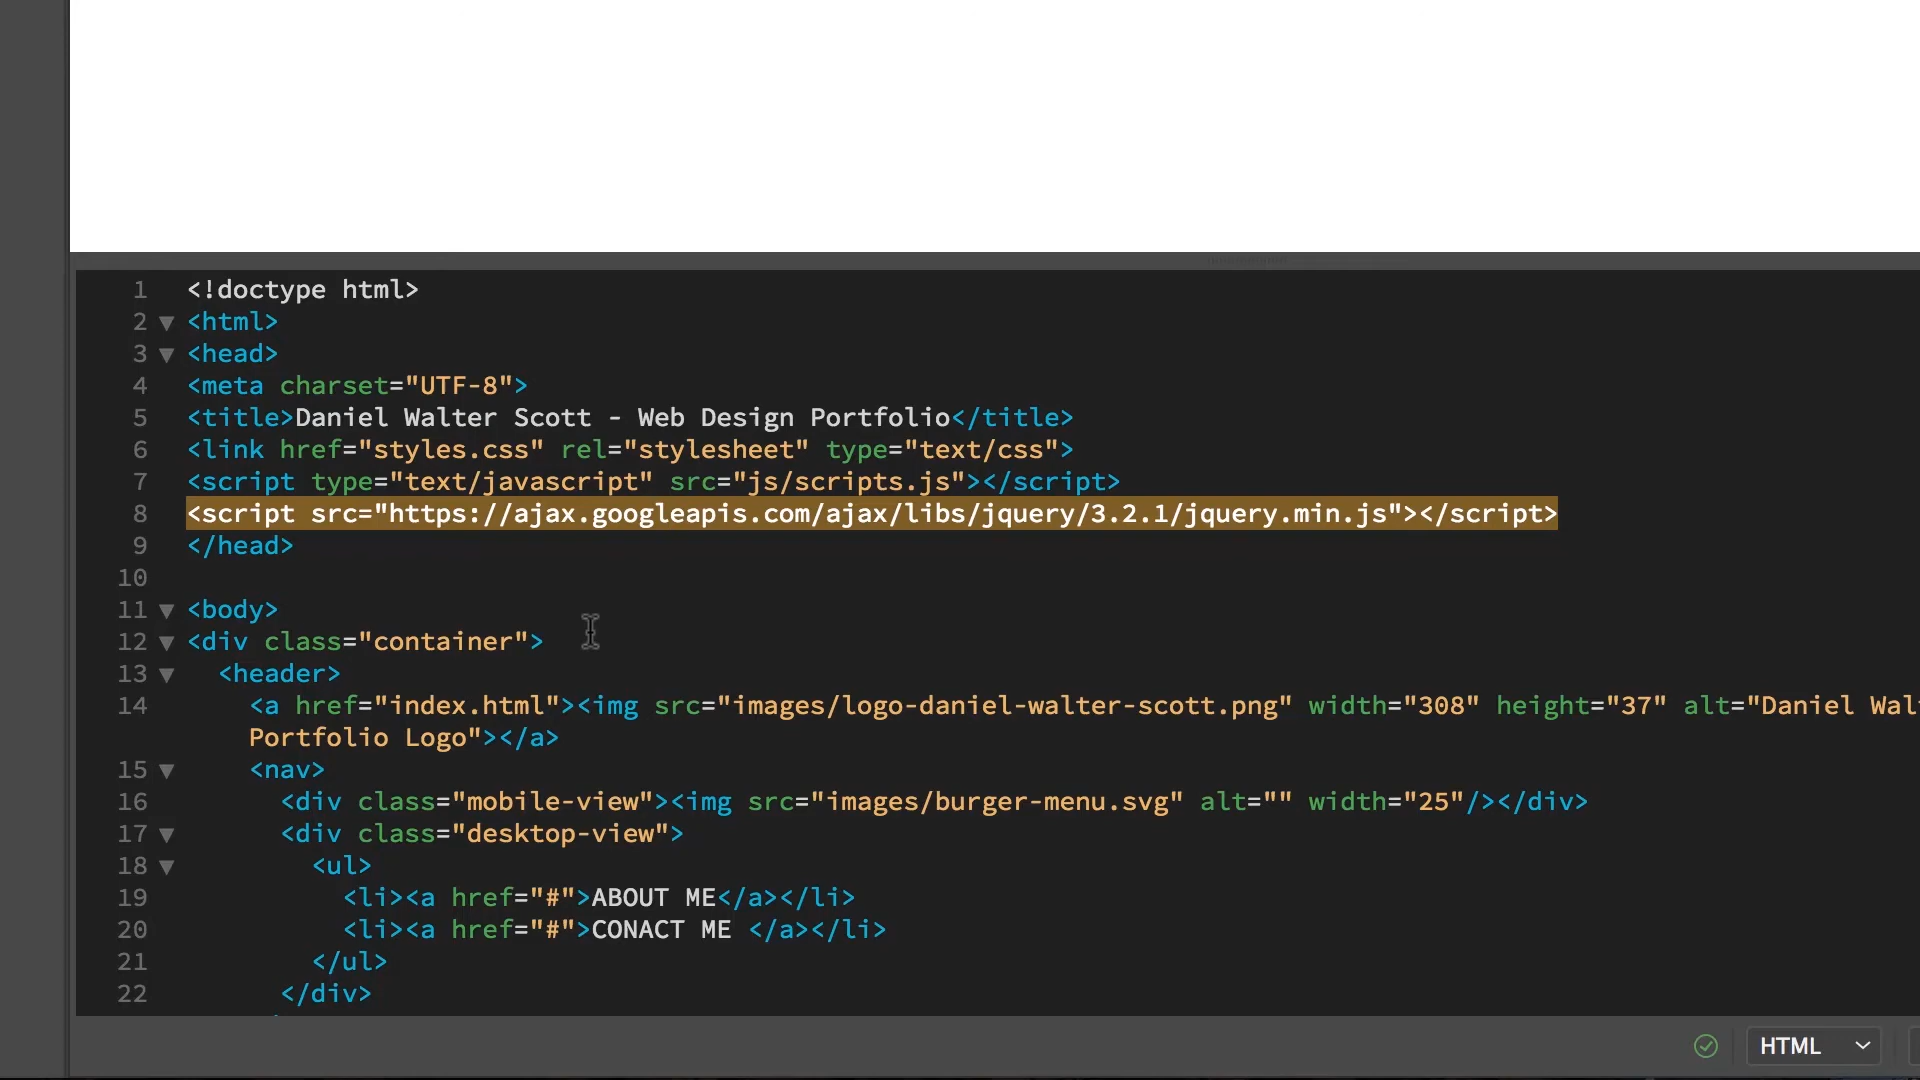 1 <!doctype html>
2 ▼ <html>
3 ▼ <head>
4 <meta charset="UTF-8">
5 <title>Daniel Walter Scott - Web Design Portfolio</title>
6 <link href="styles.css" rel="stylesheet" type="text/css">
7 <script type="text/javascript" src="js/scripts.js"></script>
8 <script src="https://ajax.googleapis.com/ajax/libs/jquery/3.2.1/jquery.min.js"></script>
9 </head>
10
11 ▼ <body>
12 ▼ <div class="container">
13 ▼ <header>
14 <a href="index.html"><img src="images/logo-daniel-walter-scott.png" width="308" height="37" alt="Daniel Wal
Portfolio Logo"></a>
15 ▼ <nav>
16 <div class="mobile-view"><img src="images/burger-menu.svg" alt="" width="25"/></div>
17 ▼ <div class="desktop-view">
18 ▼ <ul>
19 <li><a href="#">ABOUT ME</a></li>
20 <li><a href="#">CONACT ME </a></li>
21 </ul>
22 </div>
HTML